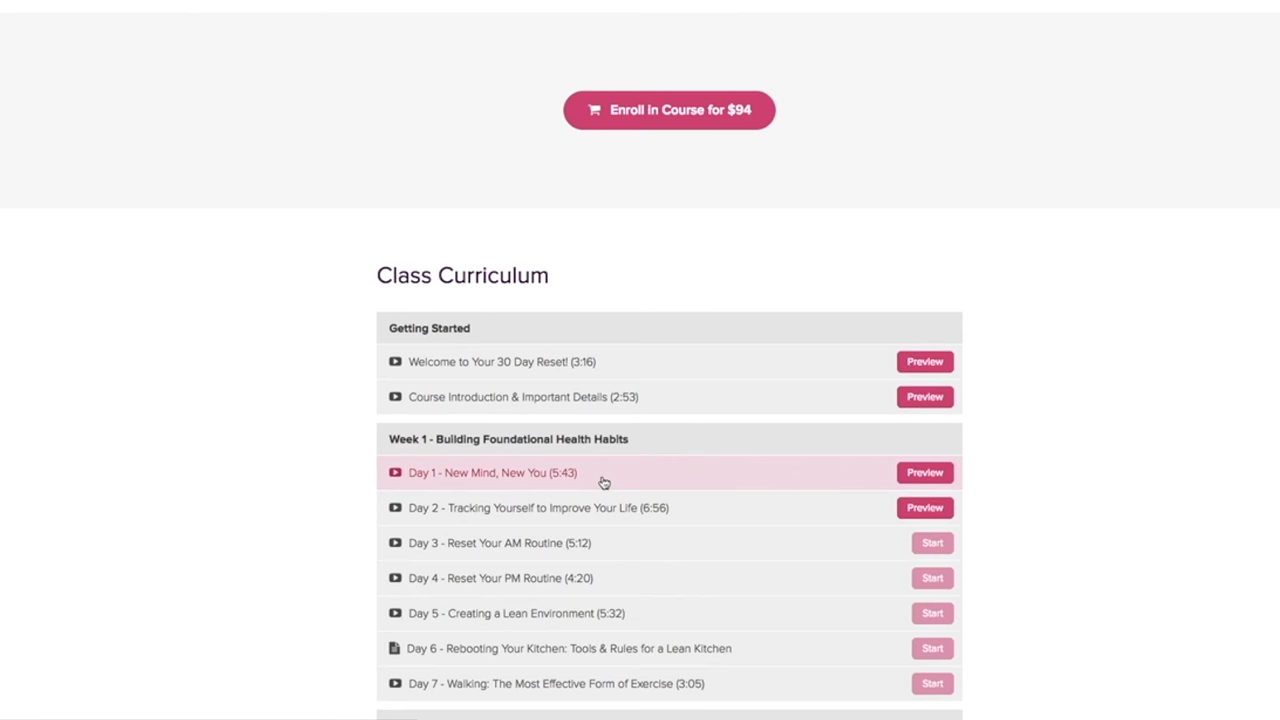 Enroll in Course for $94
Class Curriculum
Getting Started
Welcome to Your 30 Day Reset! (3:16)
Preview
Course Introduction & Important Details (2:53)
Preview
Week 1 - Building Foundational Health Habits
Day 1 - New Mind, New You (5:43)
Preview
Day 2 - Tracking Yourself to Improve Your Life (6:56)
Preview
Day 3 - Reset Your AM Routine (5:12)
Start
Day 4 - Reset Your PM Routine (4:20)
Start
Day 5 - Creating a Lean Environment (5:32)
Start
Day 6 - Rebooting Your Kitchen: Tools & Rules for a Lean Kitchen
Start
Day 7 - Walking: The Most Effective Form of Exercise (3:05)
Start